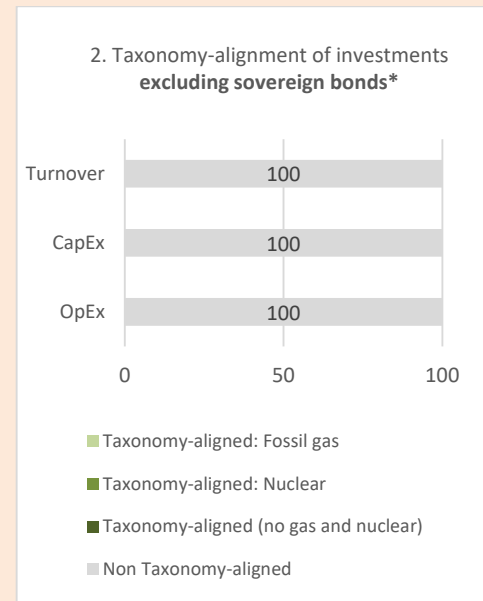 2. Taxonomy-alignment of investments
excluding sovereign bonds*
Turnover
100
CapEx
100
OpEx
100
0 50 100
Taxonomy-aligned: Fossil gas
Taxonomy-aligned: Nuclear
Taxonomy-aligned (no gas and nuclear)
Non Taxonomy-aligned